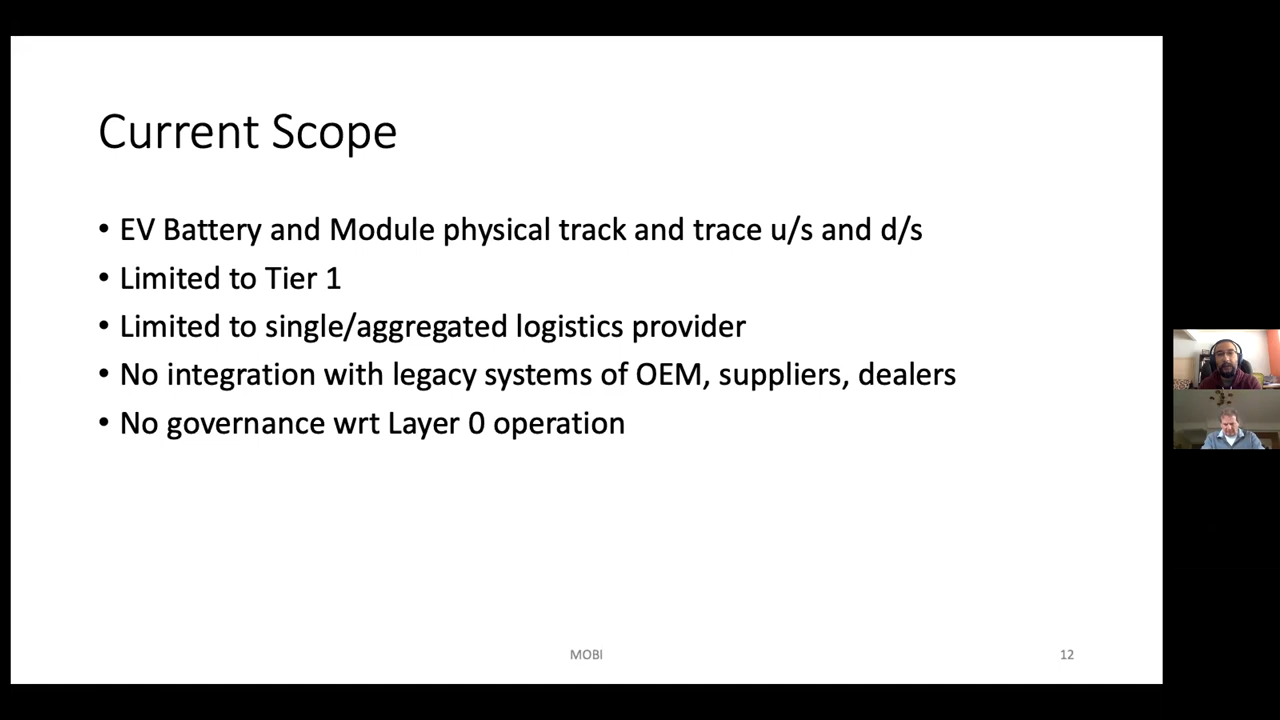 Current Scope
• EV Battery and Module physical track and trace u/s and d/s
• Limited to Tier 1
• Limited to single/aggregated logistics provider
• No integration with legacy systems of OEM, suppliers, dealers
• No governance wrt Layer 0 operation
MOBI
12